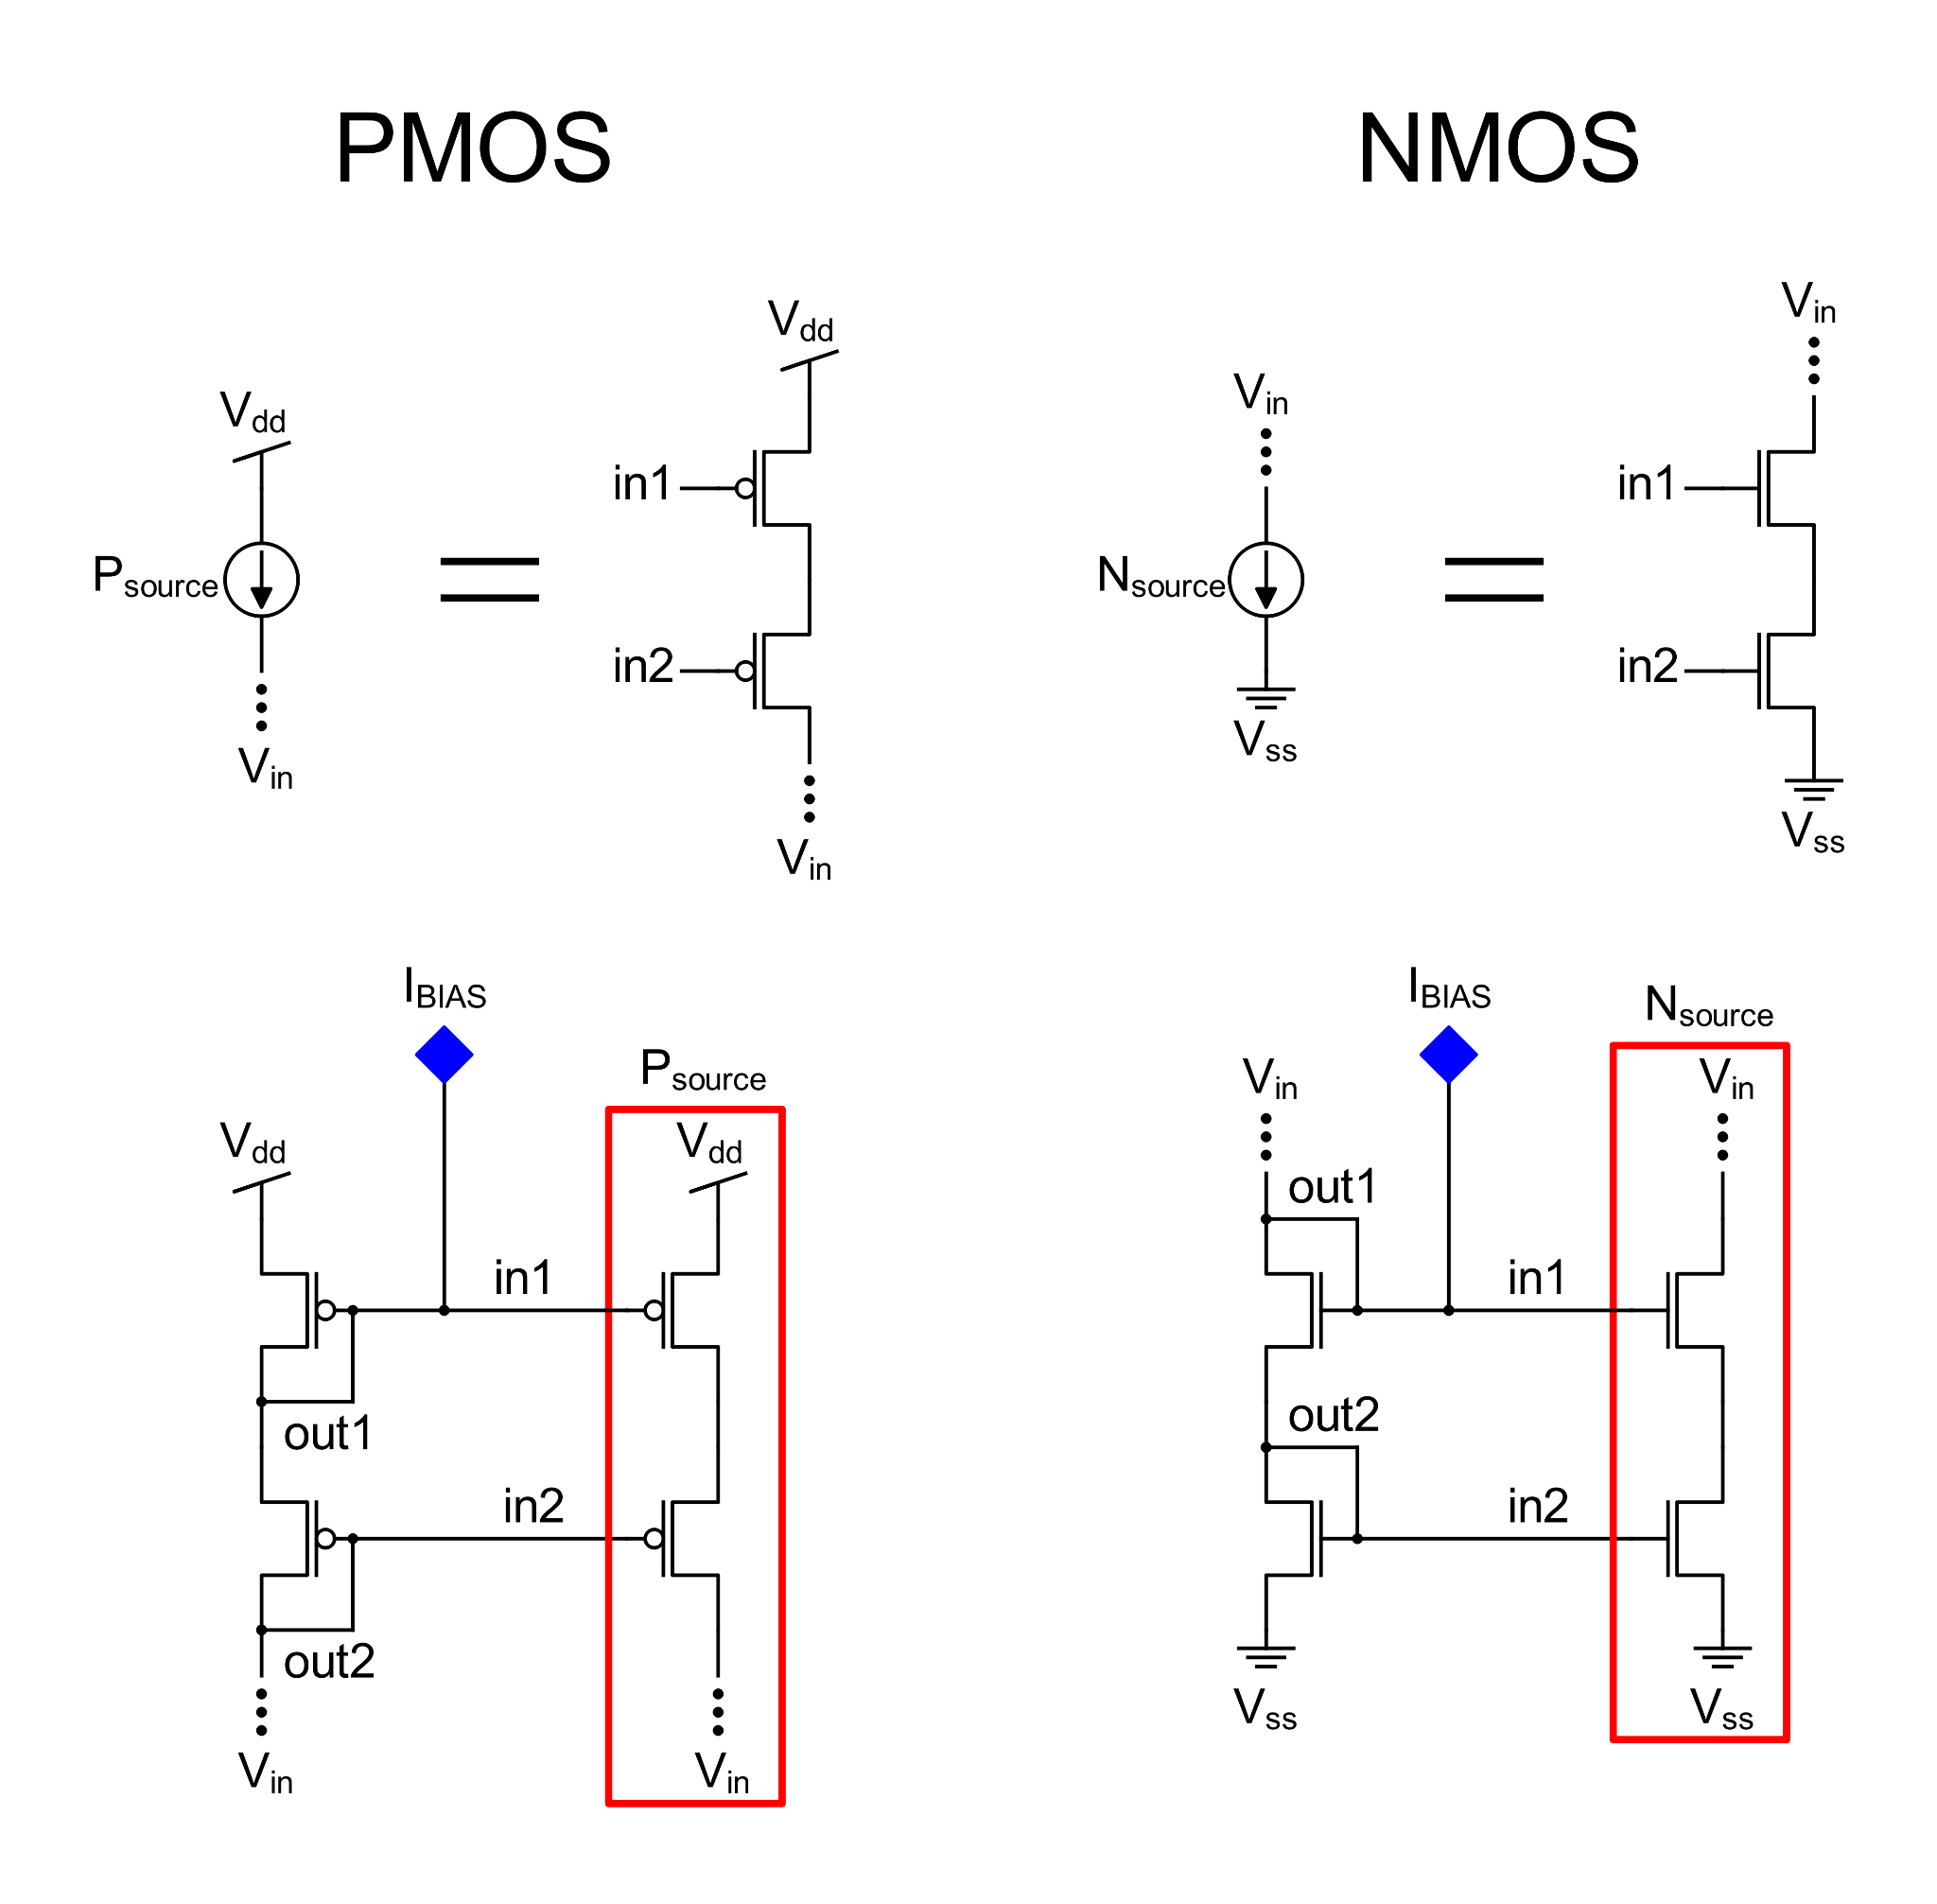 PMOS
NMOS
Vdd
Psource
Vin
Vdd
in1
in2
Vin
Vin
Nsource
Vss
Vin
in1
in2
Vss
IBIAS
Psource
Vdd
Vdd
in1
out1
in2
out2
Vin
Vin
IBIAS
Nsource
Vin
Vin
out1
in1
out2
in2
Vss
Vss